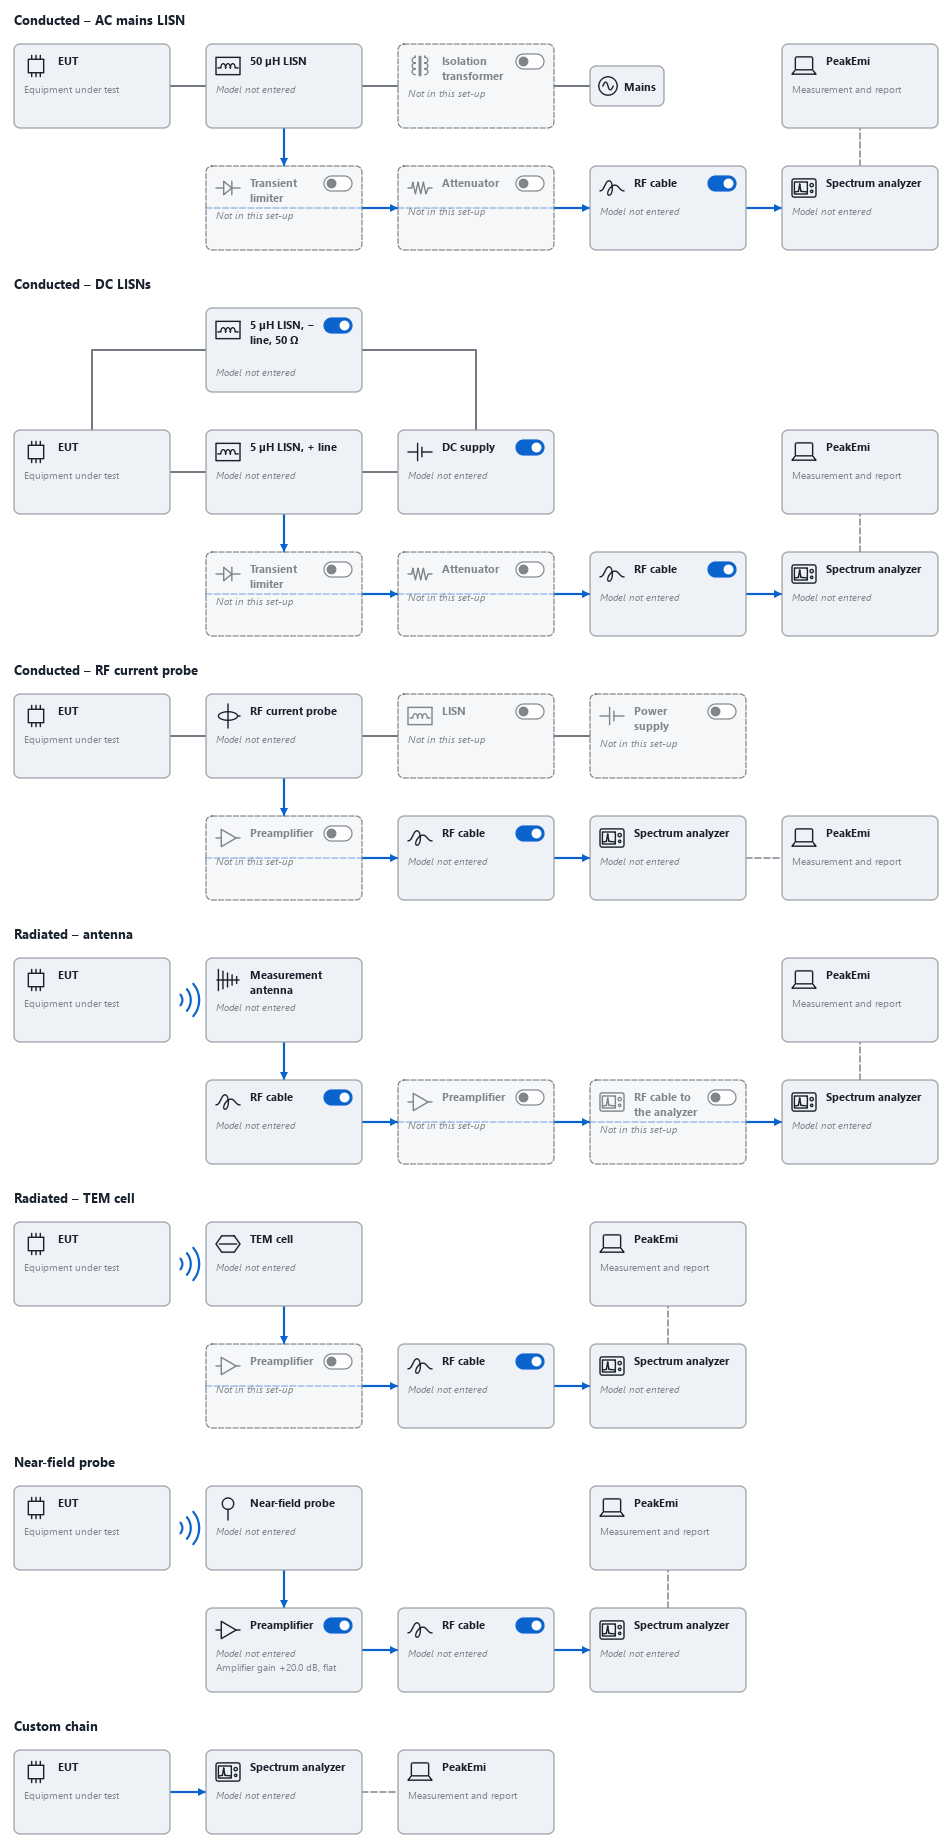 Conducted – AC mains LISN
EUT
Equipment under test
50 µH LISN
Model not entered
Isolation
transformer
Not in this set-up
Mains
PeakEmi
Measurement and report
Transient
limiter
Not in this set-up
Attenuator
Not in this set-up
RF cable
Model not entered
Spectrum analyzer
Model not entered
Conducted – DC LISNs
5 µH LISN, –
line, 50 Ω
Model not entered
EUT
Equipment under test
5 µH LISN, + line
Model not entered
DC supply
Model not entered
PeakEmi
Measurement and report
Transient
limiter
Not in this set-up
Attenuator
Not in this set-up
RF cable
Model not entered
Spectrum analyzer
Model not entered
Conducted – RF current probe
EUT
Equipment under test
RF current probe
Model not entered
LISN
Not in this set-up
Power
supply
Not in this set-up
Preamplifier
Not in this set-up
RF cable
Model not entered
Spectrum analyzer
Model not entered
PeakEmi
Measurement and report
Radiated – antenna
EUT
Equipment under test
Measurement
antenna
Model not entered
PeakEmi
Measurement and report
RF cable
Model not entered
Preamplifier
Not in this set-up
RF cable to
the analyzer
Not in this set-up
Spectrum analyzer
Model not entered
Radiated – TEM cell
EUT
Equipment under test
TEM cell
Model not entered
PeakEmi
Measurement and report
Preamplifier
Not in this set-up
RF cable
Model not entered
Spectrum analyzer
Model not entered
Near-field probe
EUT
Equipment under test
Near-field probe
Model not entered
PeakEmi
Measurement and report
Preamplifier
Model not entered
Amplifier gain +20.0 dB, flat
RF cable
Model not entered
Spectrum analyzer
Model not entered
Custom chain
EUT
Equipment under test
Spectrum analyzer
Model not entered
PeakEmi
Measurement and report